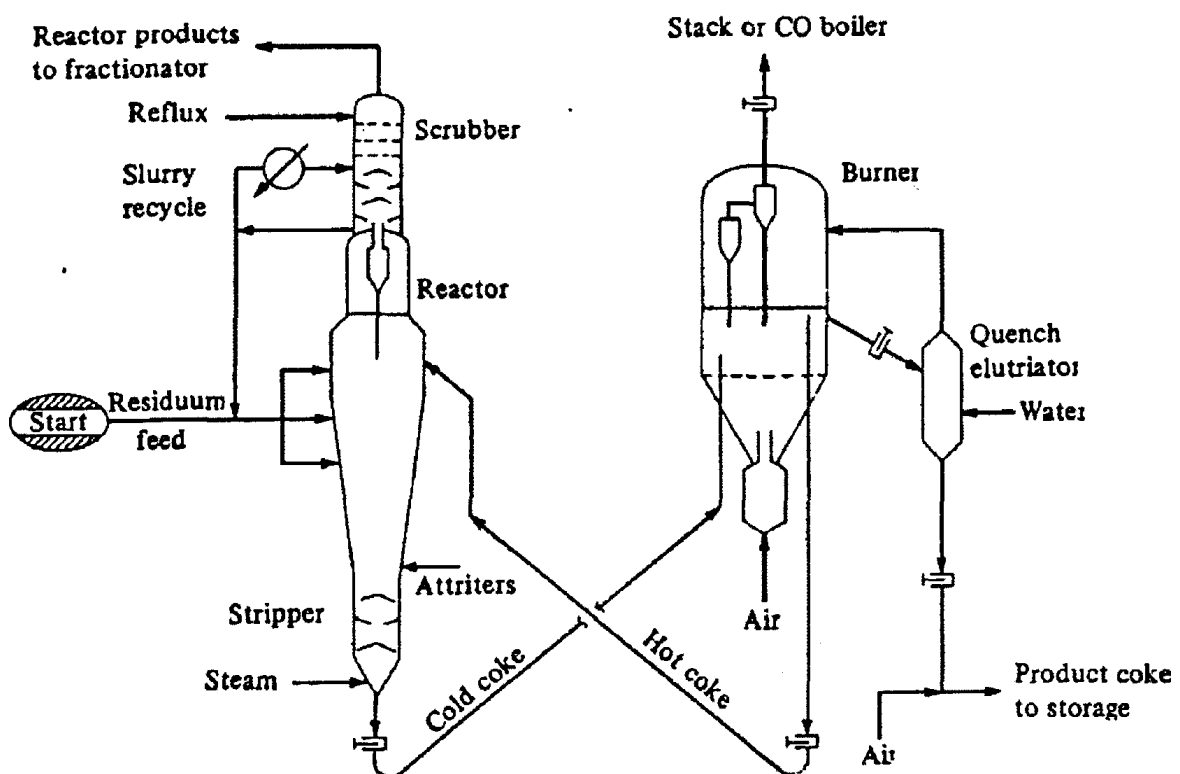 Reactor products
to fractionator
Stack or CO boiler
Reflux
Scrubber
Slurry
recycle
Burner
Reactor
Quench
elutriator
Start
Residuum
feed
Water
Attriters
Stripper
Air
Steam
Cold coke
Hot coke
Product coke
to storage
Air